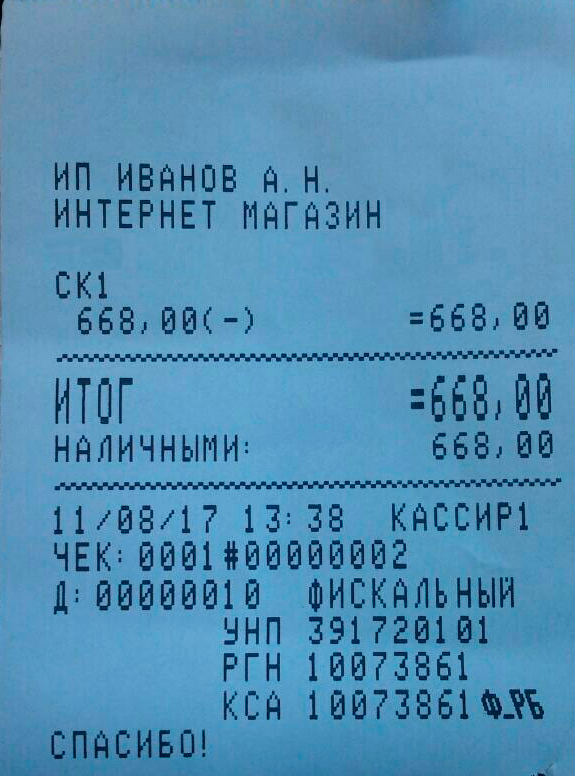 ИП ИВАНОВ А. Н.
ИНТЕРНЕТ МАГАЗИН
СК1
668,00(-) =668,00
ИТОГ =668,00
НАЛИЧНЫМИ: 668,00
11/08/17 13:38 КАССИР1
ЧЕК: 0001#00000002
Д: 00000010 ФИСКАЛЬНЫЙ
УНП 391720101
РГН 10073861
КСА 10073861 Ф_РБ
СПАСИБО!